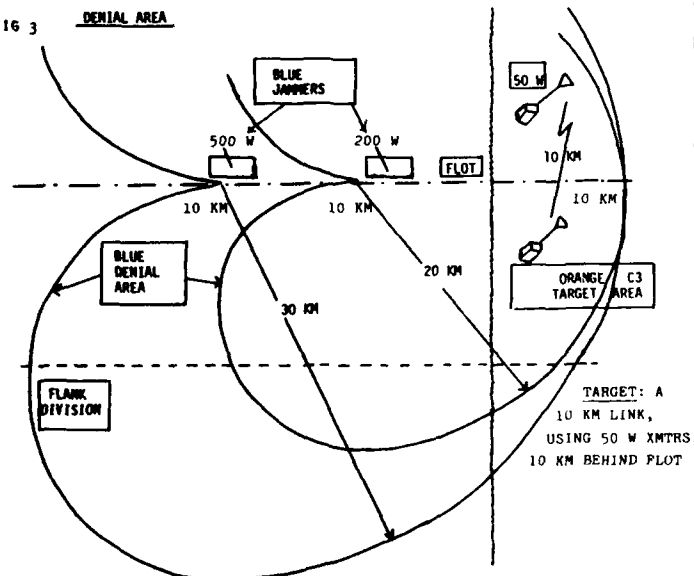 IG 3
DENIAL AREA
BLUE
JAMMERS
500 W
200 W
50 W
FLOT
10 KM
10 KM
10 KM
10 KM
BLUE
DENIAL
AREA
20 KM
30 KM
ORANGE C3
TARGET AREA
FLANK
DIVISION
TARGET: A
10 KM LINK,
USING 50 W XMTRS
10 KM BEHIND FLOT